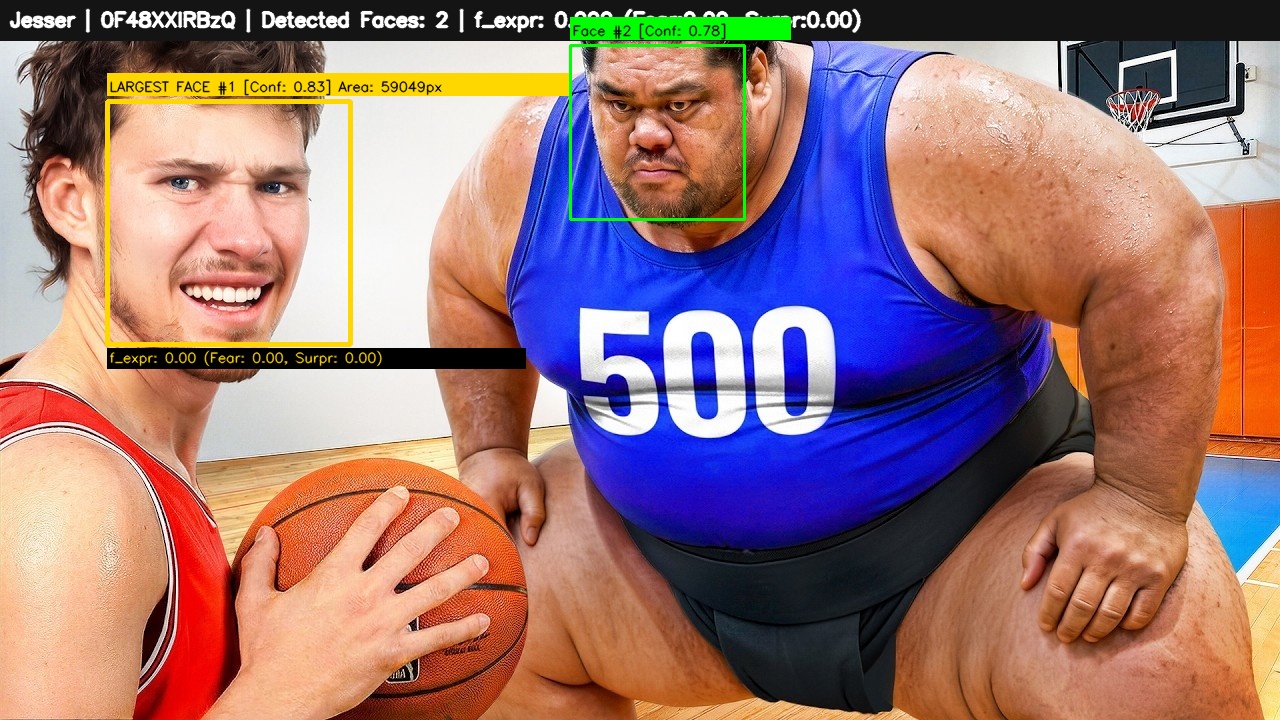 Jesser | 0F48XXIRBzQ | Detected Faces: 2 | f_expr: 0.000 (Fear:0.00, Surpr:0.00)
Face #2 [Conf: 0.78]
LARGEST FACE #1 [Conf: 0.83] Area: 59049px
f_expr: 0.00 (Fear: 0.00, Surpr: 0.00)
500